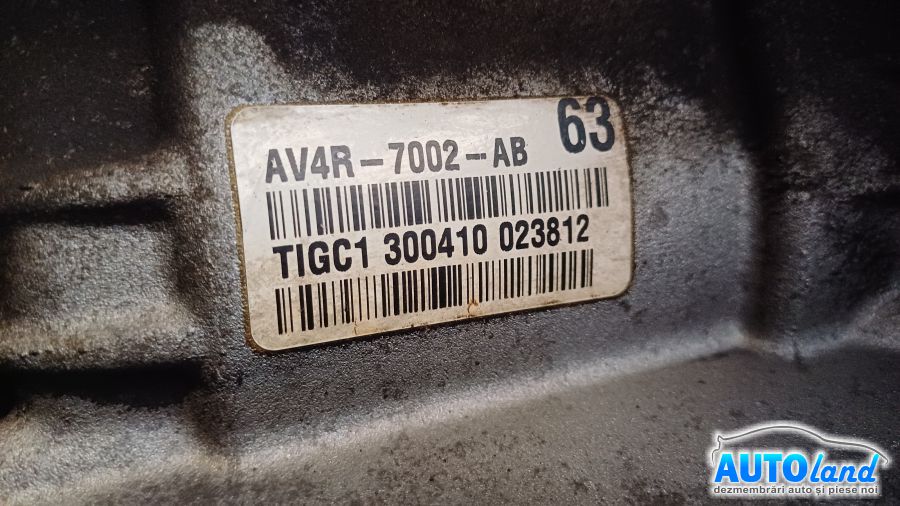 63
AV4R-7002-AB
TIGC1 300410 023812
AUTOland
dezmembrări auto și piese noi